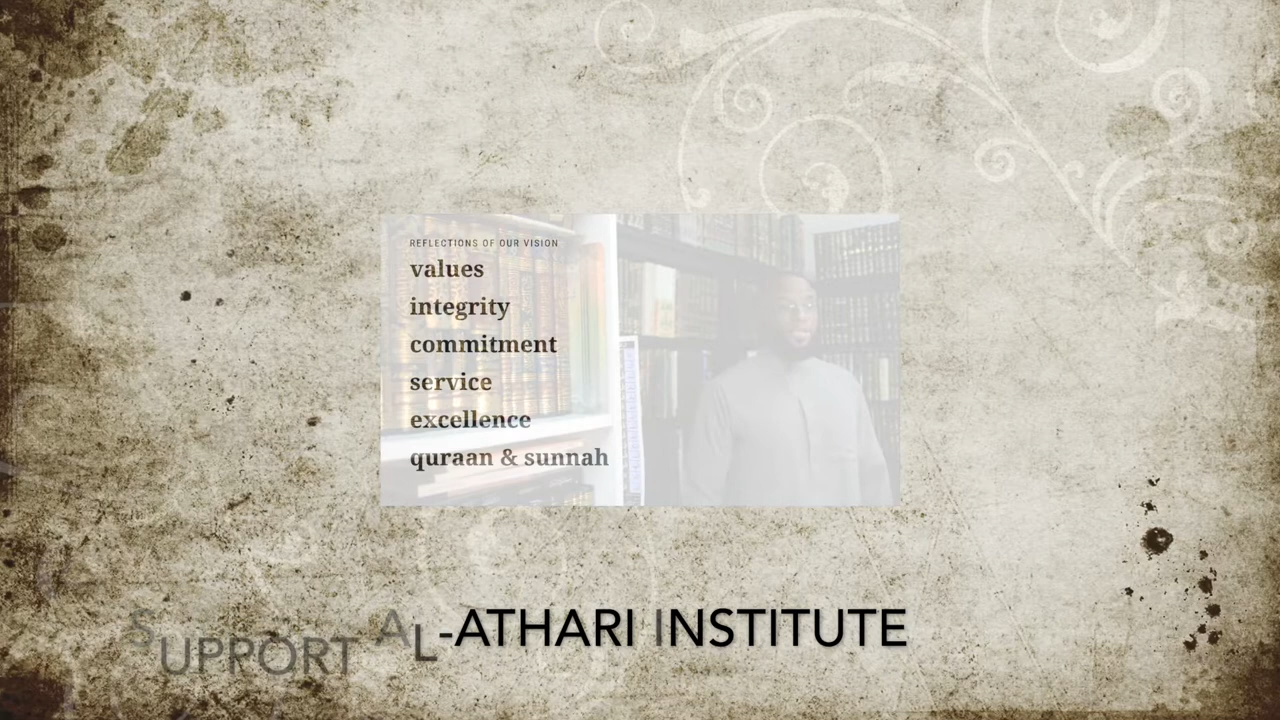 REFLECTIONS OF OUR VISION
values
integrity
commitment
service
excellence
quraan & sunnah
SUPPORT AL-ATHARI INSTITUTE